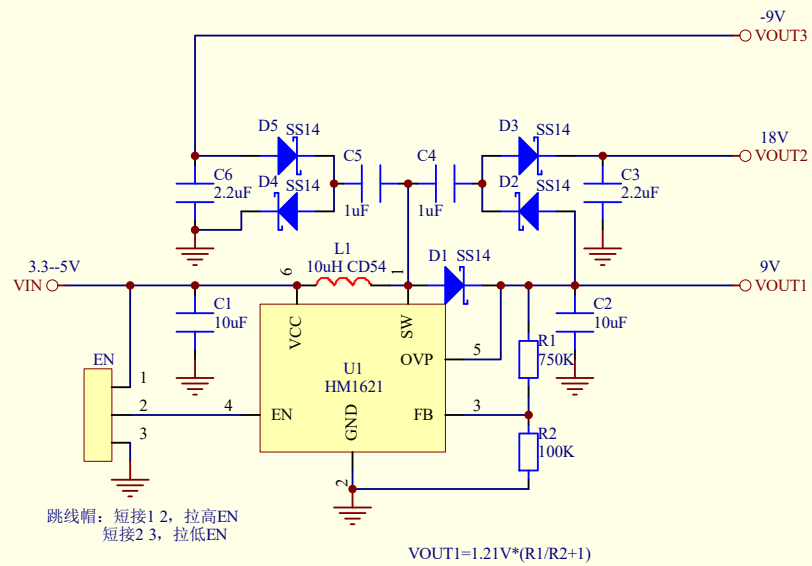 -9V
VOUT3
D5
SS14
D3
SS14
18V
VOUT2
C6
2.2uF
D4
SS14
C5
1uF
C4
1uF
D2
SS14
C3
2.2uF
3.3--5V
VIN
L1
10uH CD54
D1 SS14
9V
VOUT1
6
1
C1
10uF
VCC
SW
C2
10uF
R1
750K
EN
1
2
3
U1
HM1621
OVP
5
4
EN
FB
3
GND
2
R2
100K
跳线帽：短接1 2，拉高EN
短接2 3，拉低EN
VOUT1=1.21V*(R1/R2+1)